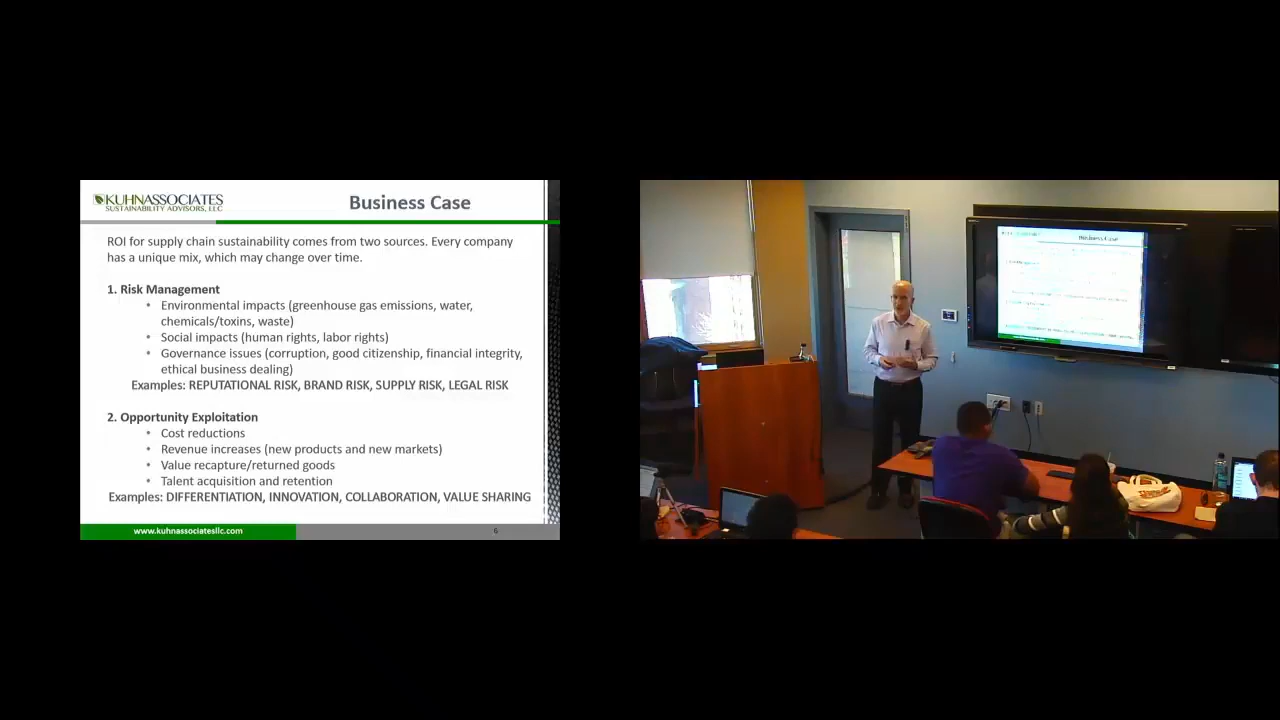 KUHNASSOCIATES
SUSTAINABILITY ADVISORS, LLC
Business Case
ROI for supply chain sustainability comes from two sources. Every company
has a unique mix, which may change over time.
1. Risk Management
• Environmental impacts (greenhouse gas emissions, water,
chemicals/toxins, waste)
• Social impacts (human rights, labor rights)
• Governance issues (corruption, good citizenship, financial integrity,
ethical business dealing)
Examples: REPUTATIONAL RISK, BRAND RISK, SUPPLY RISK, LEGAL RISK
2. Opportunity Exploitation
• Cost reductions
• Revenue increases (new products and new markets)
• Value recapture/returned goods
• Talent acquisition and retention
Examples: DIFFERENTIATION, INNOVATION, COLLABORATION, VALUE SHARING
www.kuhnassociatesllc.com
6
Business Case